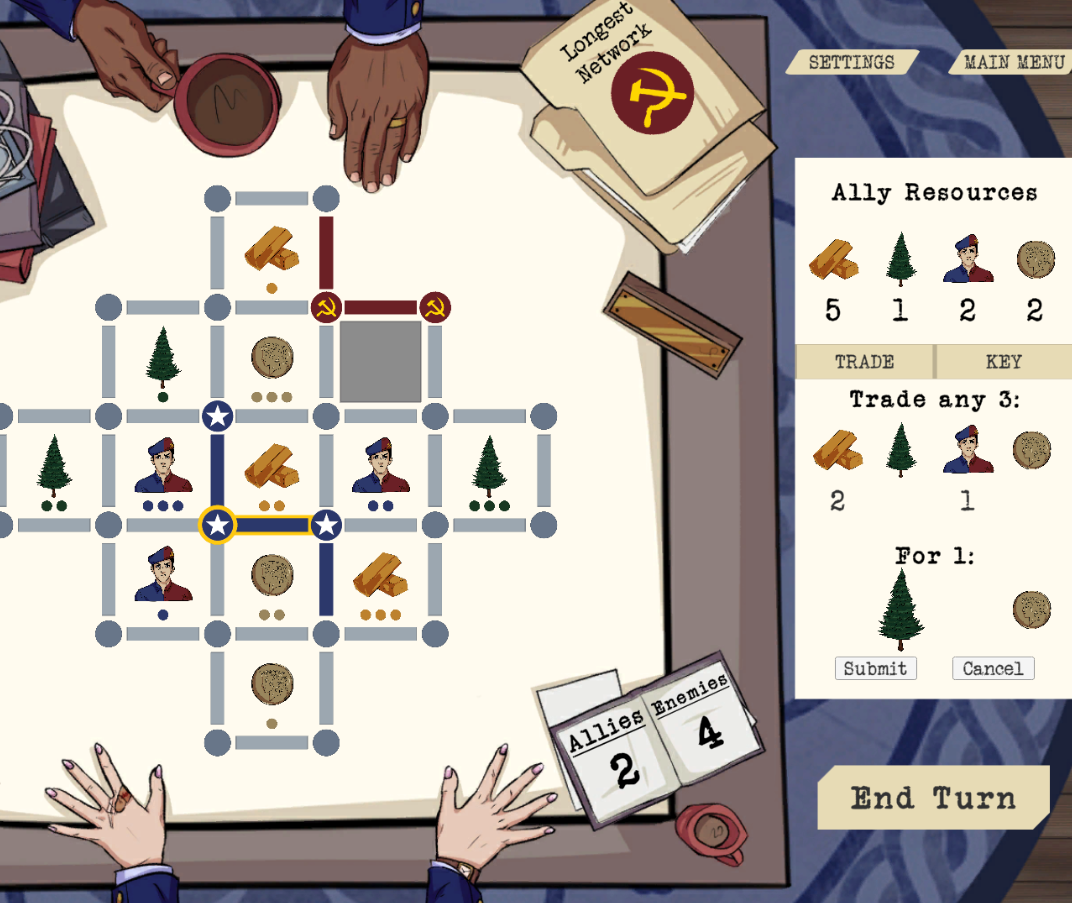 Longest
Network
SETTINGS
MAIN MENU
Ally Resources
5 1 2 2
TRADE KEY
Trade any 3:
2 1
For 1:
Submit Cancel
Allies Enemies
2 4
End Turn